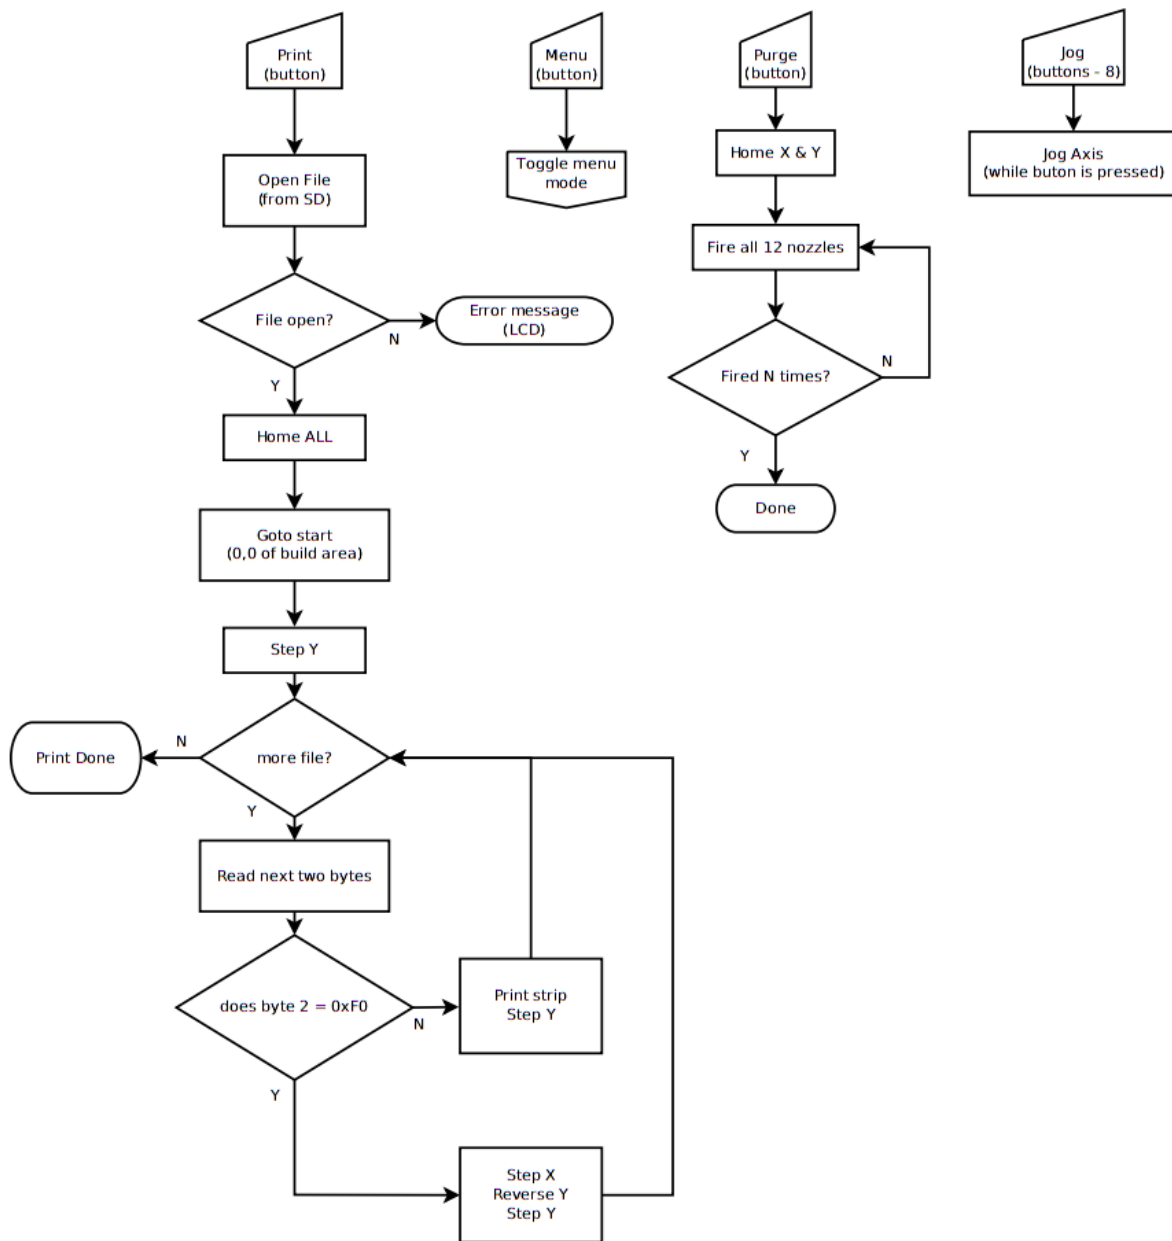 Print
(button)
Menu
(button)
Purge
(button)
Jog
(buttons - 8)
Open File
(from SD)
Toggle menu
mode
Home X & Y
Jog Axis
(while buton is pressed)
Fire all 12 nozzles
File open?
N
Error message
(LCD)
Y
Fired N times?
N
Y
Done
Home ALL
Goto start
(0,0 of build area)
Step Y
more file?
N
Print Done
Y
Read next two bytes
does byte 2 = 0xF0
N
Print strip
Step Y
Y
Step X
Reverse Y
Step Y